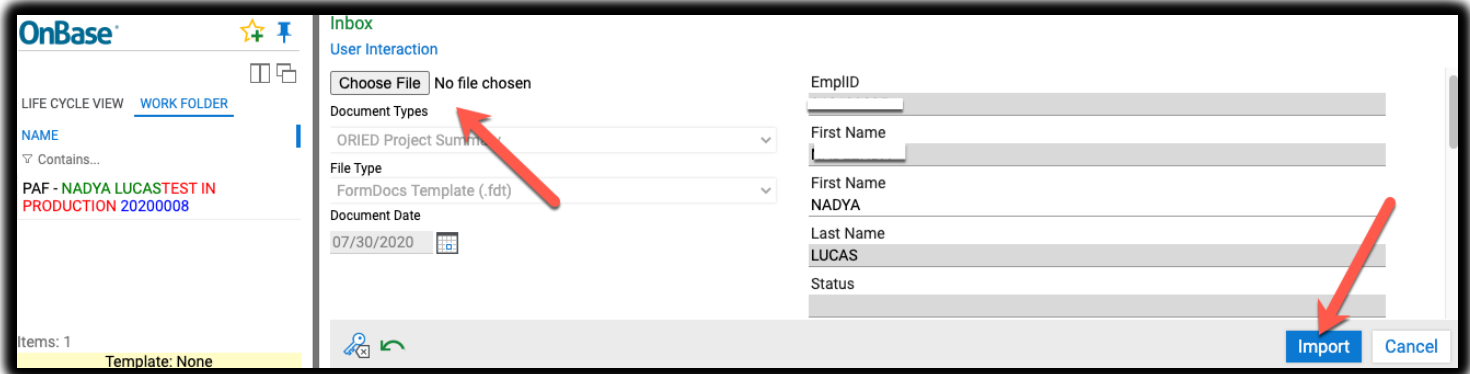 OnBase
LIFE CYCLE VIEW WORK FOLDER
NAME
Contains...
PAF - NADYA LUCASTEST IN
PRODUCTION 20200008
Items: 1
Template: None
Inbox
User Interaction
Choose File No file chosen
Document Types
ORIED Project Summary
File Type
FormDocs Template (.fdt)
Document Date
07/30/2020
EmplID
First Name
First Name
NADYA
Last Name
LUCAS
Status
Import Cancel